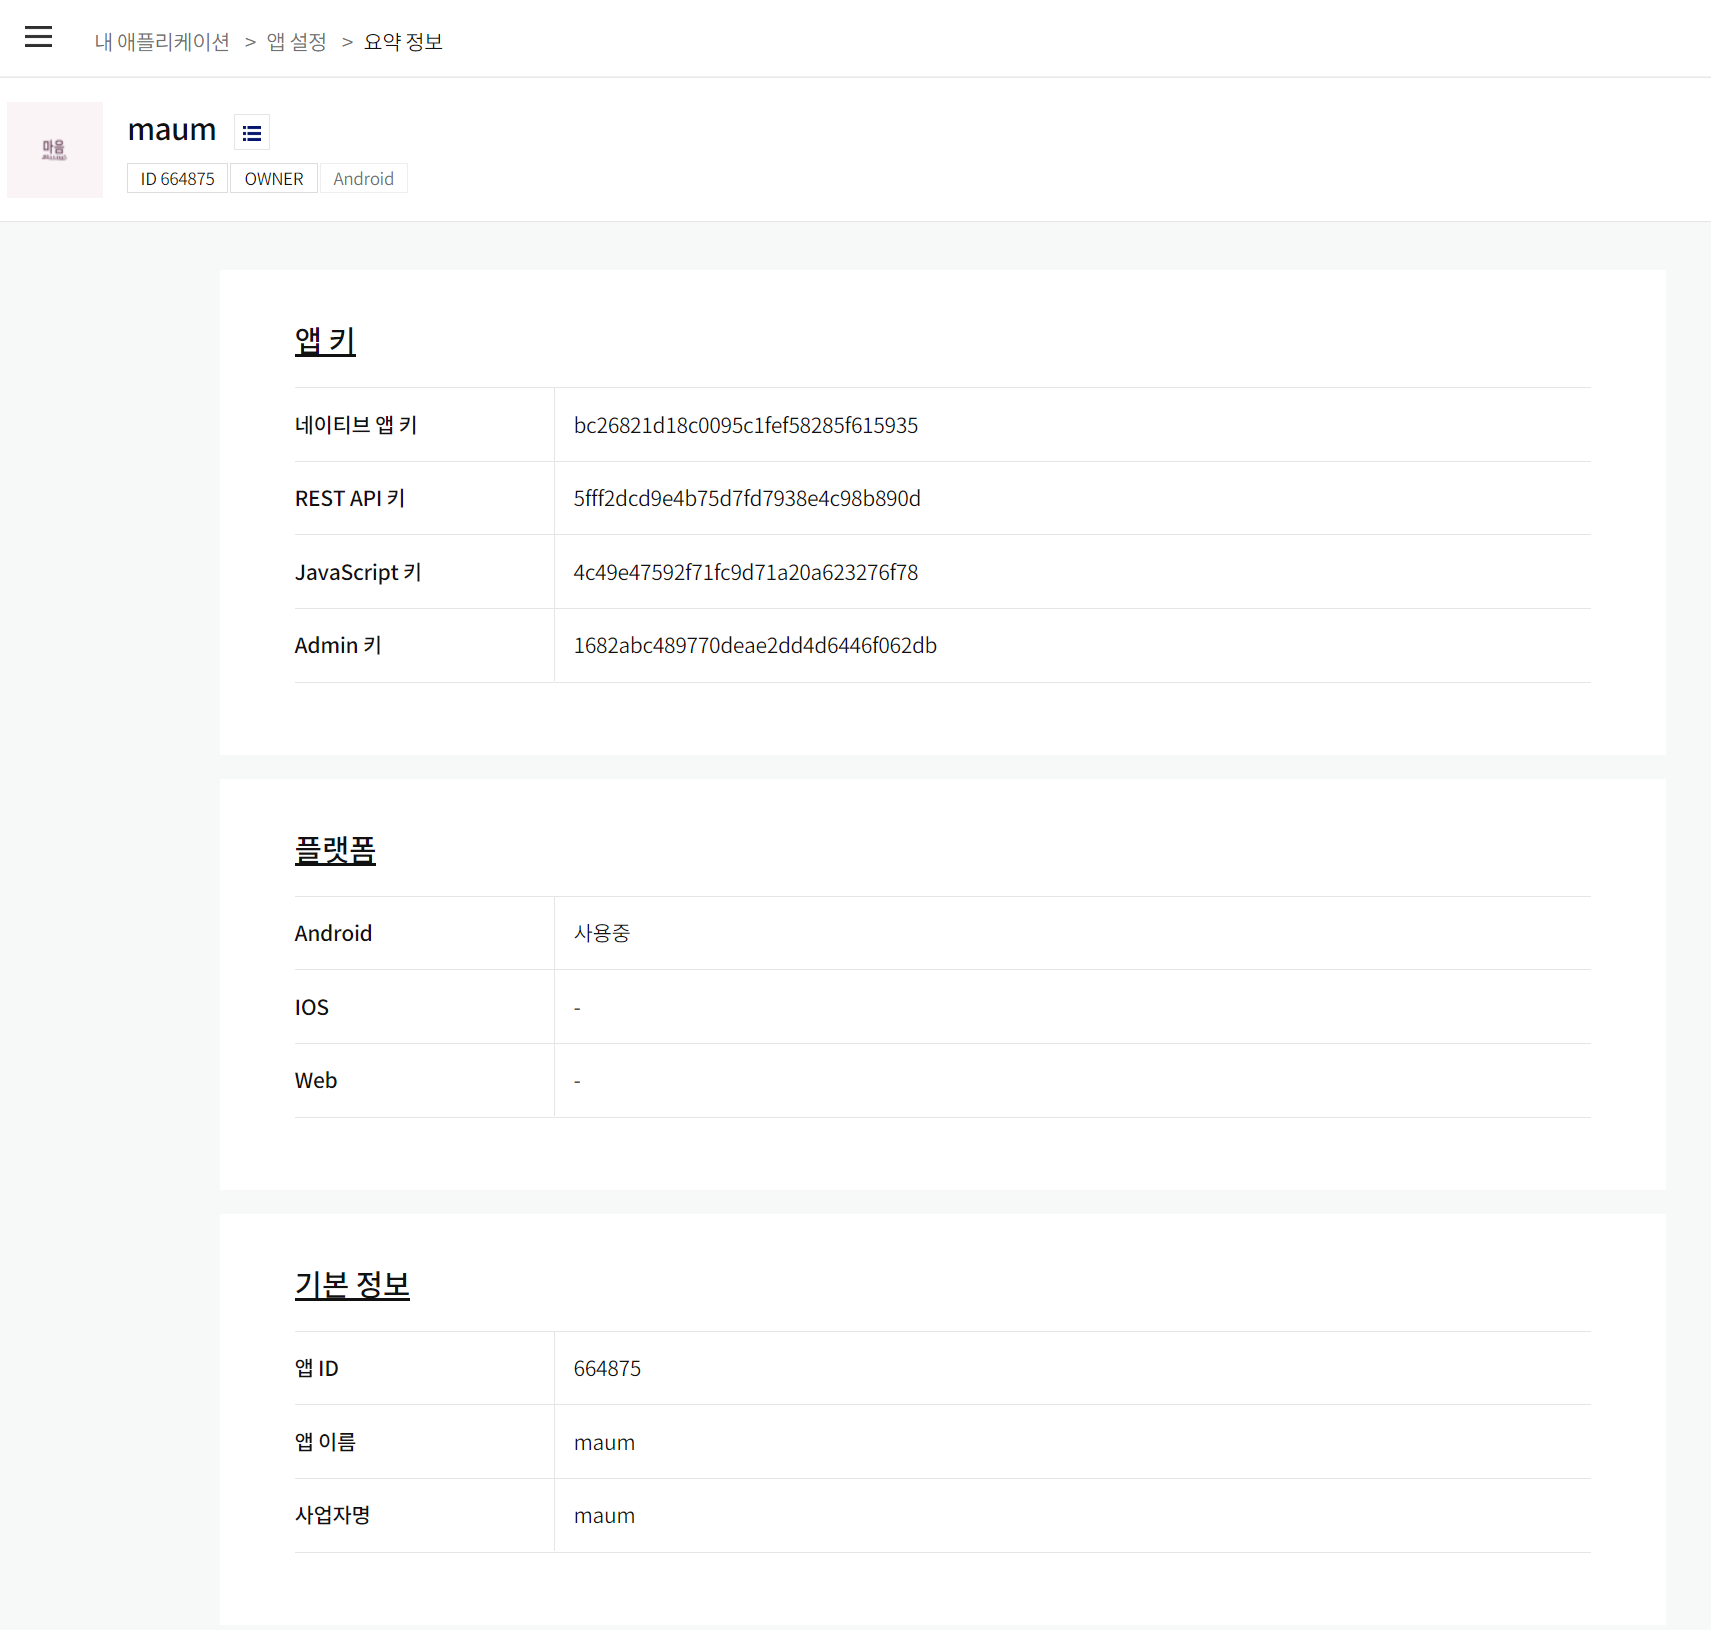 내 애플리케이션 > 앱 설정 > 요약 정보
마음
maum
ID 664875 OWNER Android
앱 키
네이티브 앱 키 bc26821d18c0095c1fef58285f615935
REST API 키 5fff2dcd9e4b75d7fd7938e4c98b890d
JavaScript 키 4c49e47592f71fc9d71a20a623276f78
Admin 키 1682abc489770deae2dd4d6446f062db
플랫폼
Android 사용중
IOS -
Web -
기본 정보
앱 ID 664875
앱 이름 maum
사업자명 maum